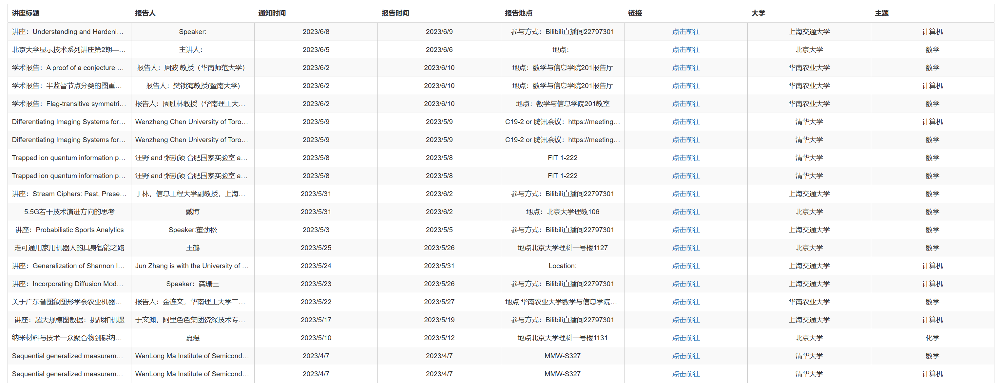 讲座标题 报告人 通知时间 报告时间 报告地点 链接 大学 主题
讲座：Understanding and Hardeni… Speaker: 2023/6/8 2023/6/9 参与方式：Bilibili直播间22797301 点击前往 上海交通大学 计算机
北京大学显示技术系列讲座第2期—… 主讲人： 2023/6/5 2023/6/6 地点： 点击前往 北京大学 数学
学术报告：A proof of a conjecture … 报告人：周波 教授（华南师范大学） 2023/6/2 2023/6/10 地点：数学与信息学院201报告厅 点击前往 华南农业大学 数学
学术报告：半监督节点分类的图重… 报告人：樊锁海教授(暨南大学) 2023/6/2 2023/6/10 地点：数学与信息学院201报告厅 点击前往 华南农业大学 计算机
学术报告：Flag-transitive symmetri… 报告人：周胜林教授（华南理工大… 2023/6/2 2023/6/10 地点：数学与信息学院201教室 点击前往 华南农业大学 数学
Differentiating Imaging Systems for… Wenzheng Chen University of Toro… 2023/5/9 2023/5/9 C19-2 or 腾讯会议：https://meeting… 点击前往 清华大学 计算机
Differentiating Imaging Systems for… Wenzheng Chen University of Toro… 2023/5/9 2023/5/9 C19-2 or 腾讯会议：https://meeting… 点击前往 清华大学 数学
Trapped ion quantum information p… 汪野 and 张劼颃 合肥国家实验室 a… 2023/5/8 2023/5/8 FIT 1-222 点击前往 清华大学 数学
Trapped ion quantum information p… 汪野 and 张劼颃 合肥国家实验室 a… 2023/5/8 2023/5/8 FIT 1-222 点击前往 清华大学 数学
讲座：Stream Ciphers: Past, Prese… 丁林，信息工程大学副教授，上海… 2023/5/31 2023/6/2 参与方式：Bilibili直播间22797301 点击前往 上海交通大学 数学
5.5G若干技术演进方向的思考 戴博 2023/5/31 2023/6/2 地点：北京大学理教106 点击前往 北京大学 数学
讲座：Probabilistic Sports Analytics Speaker:董劲松 2023/5/3 2023/5/5 参与方式：Bilibili直播间22797301 点击前往 上海交通大学 数学
走可通用家用机器人的具身智能之路 王鹤 2023/5/25 2023/5/26 地点北京大学理科一号楼1127 点击前往 北京大学 数学
讲座：Generalization of Shannon I… Jun Zhang is with the University of … 2023/5/24 2023/5/31 Location: 点击前往 上海交通大学 计算机
讲座：Incorporating Diffusion Mod… Speaker：龚珊三 2023/5/23 2023/5/26 参与方式：Bilibili直播间22797301 点击前往 上海交通大学 计算机
关于广东省图象图形学会农业机器… 报告人：金连文，华南理工大学二… 2023/5/22 2023/5/27 地点 华南农业大学数学与信息学院… 点击前往 华南农业大学 数学
讲座：超大规模图数据：挑战和机遇 于文渊，阿里色色集团资深技术专… 2023/5/17 2023/5/19 参与方式：Bilibili直播间22797301 点击前往 上海交通大学 计算机
纳米材料与技术—众聚合物到碳纳… 夏煜 2023/5/10 2023/5/12 地点北京大学理科一号楼1131 点击前往 北京大学 化学
Sequential generalized measurem… WenLong Ma Institute of Semicond… 2023/4/7 2023/4/7 MMW-S327 点击前往 清华大学 数学
Sequential generalized measurem… WenLong Ma Institute of Semicond… 2023/4/7 2023/4/7 MMW-S327 点击前往 清华大学 计算机